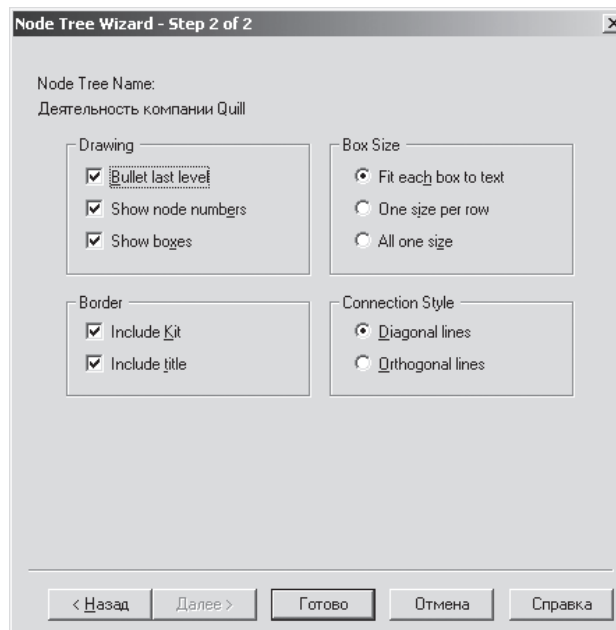 Node Tree Wizard - Step 2 of 2
Node Tree Name:
Деятельность компании Quill
Drawing
Bullet last level
Show node numbers
Show boxes
Box Size
Fit each box to text
One size per row
All one size
Border
Include Kit
Include title
Connection Style
Diagonal lines
Orthogonal lines
< Назад
Далее >
Готово
Отмена
Справка